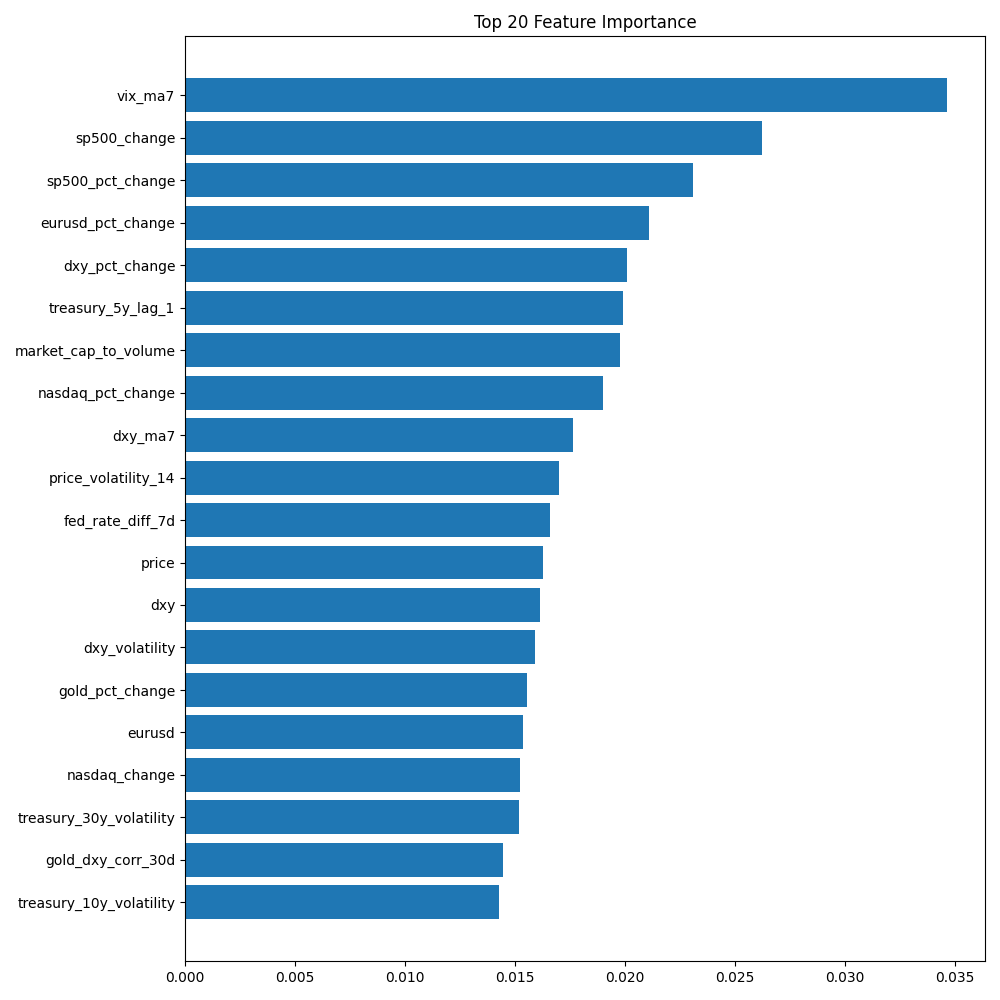 Top 20 Feature Importance
vix_ma7
sp500_change
sp500_pct_change
eurusd_pct_change
dxy_pct_change
treasury_5y_lag_1
market_cap_to_volume
nasdaq_pct_change
dxy_ma7
price_volatility_14
fed_rate_diff_7d
price
dxy
dxy_volatility
gold_pct_change
eurusd
nasdaq_change
treasury_30y_volatility
gold_dxy_corr_30d
treasury_10y_volatility
0.000 0.005 0.010 0.015 0.020 0.025 0.030 0.035